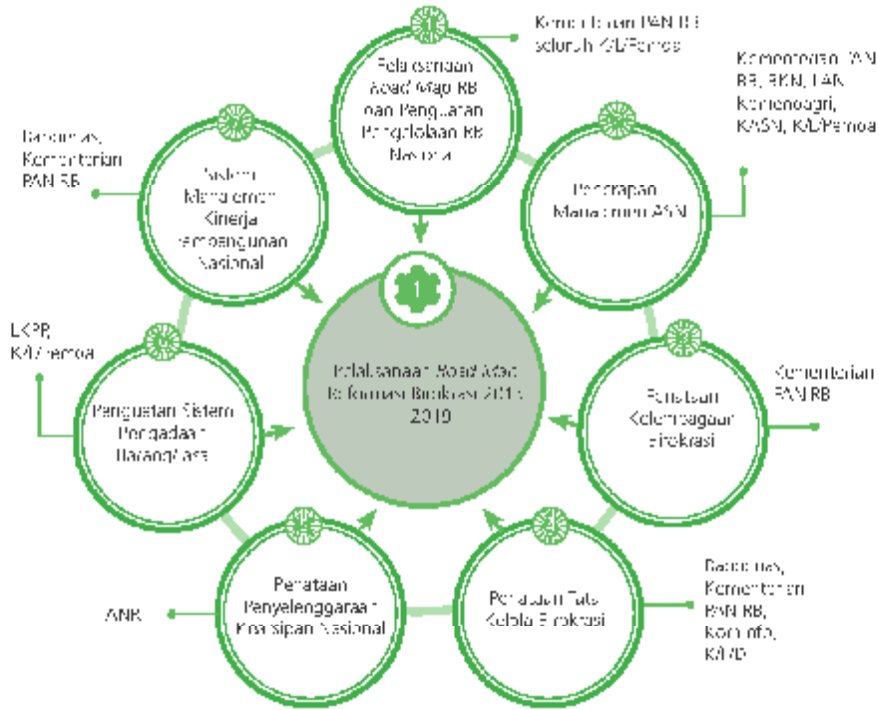 Pelaksanaan
Road Map RB
dan Penguatan
Pengelolaan RB
Nasional
Kementerian PAN RB
seluruh K/L/Pemda
Penerapan
Manajemen ASN
Kementerian PAN
RB, BKN, LAN
Kemendagri,
KASN, K/L/Pemda
Penataan
Kelembagaan
Birokrasi
Kementerian
PAN RB
Penataan Tata
Kelola Birokrasi
Bappenas,
Kementerian
PAN RB,
Kominfo,
K/L/D
Penataan
Penyelenggaraan
Kearsipan Nasional
ANRI
Penguatan Sistem
Pengadaan
Barang/Jasa
LKPP,
K/L/Pemda
Sistem
Manajemen
Kinerja
Pembangunan
Nasional
Bappenas,
Kementerian
PAN RB
1
Pelaksanaan Road Map
Reformasi Birokrasi
2019